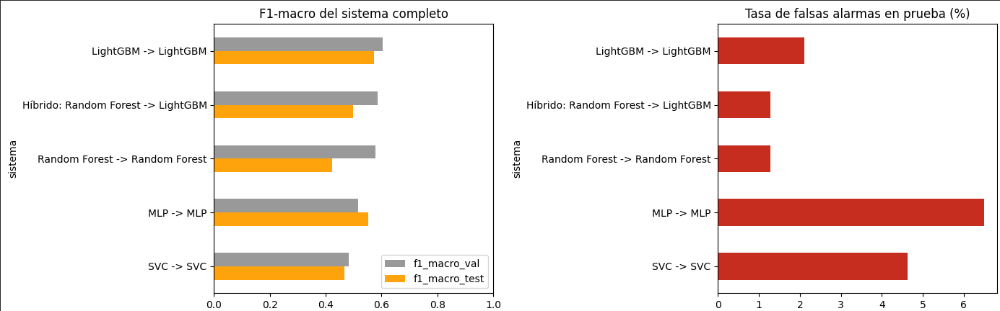 F1-macro del sistema completo
sistema
LightGBM -> LightGBM
Híbrido: Random Forest -> LightGBM
Random Forest -> Random Forest
MLP -> MLP
SVC -> SVC
f1_macro_val
f1_macro_test
0.0 0.2 0.4 0.6 0.8 1.0
Tasa de falsas alarmas en prueba (%)
sistema
LightGBM -> LightGBM
Híbrido: Random Forest -> LightGBM
Random Forest -> Random Forest
MLP -> MLP
SVC -> SVC
0 1 2 3 4 5 6